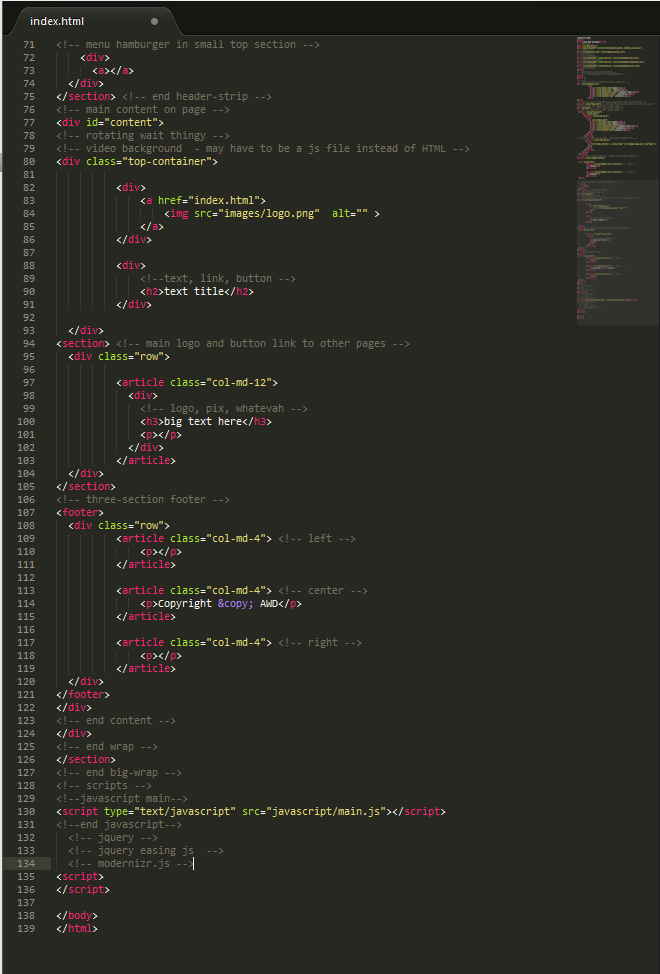 index.html
71 <!-- menu hamburger in small top section -->
72 <div>
73 <a></a>
74 </div>
75 </section> <!-- end header-strip -->
76 <!-- main content on page -->
77 <div id="content">
78 <!-- rotating wait thingy -->
79 <!-- video background  - may have to be a js file instead of HTML -->
80 <div class="top-container">
81
82 <div>
83 <a href="index.html">
84 <img src="images/logo.png"  alt="" >
85 </a>
86 </div>
87
88 <div>
89 <!--text, link, button -->
90 <h2>text title</h2>
91 </div>
92
93 </div>
94 <section> <!-- main logo and button link to other pages -->
95 <div class="row">
96
97 <article class="col-md-12">
98 <div>
99 <!-- logo, pix, whatevah -->
100 <h3>big text here</h3>
101 <p></p>
102 </div>
103 </article>
104 </div>
105 </section>
106 <!-- three-section footer -->
107 <footer>
108 <div class="row">
109 <article class="col-md-4"> <!-- left -->
110 <p></p>
111 </article>
112
113 <article class="col-md-4"> <!-- center -->
114 <p>Copyright &copy; AWD</p>
115 </article>
116
117 <article class="col-md-4"> <!-- right -->
118 <p></p>
119 </article>
120 </div>
121 </footer>
122 </div>
123 <!-- end content -->
124 </div>
125 <!-- end wrap -->
126 </section>
127 <!-- end big-wrap -->
128 <!-- scripts -->
129 <!--javascript main-->
130 <script type="text/javascript" src="javascript/main.js"></script>
131 <!--end javascript-->
132 <!-- jquery -->
133 <!-- jquery easing js  -->
134 <!-- modernizr.js -->
135 <script>
136 </script>
137
138 </body>
139 </html>